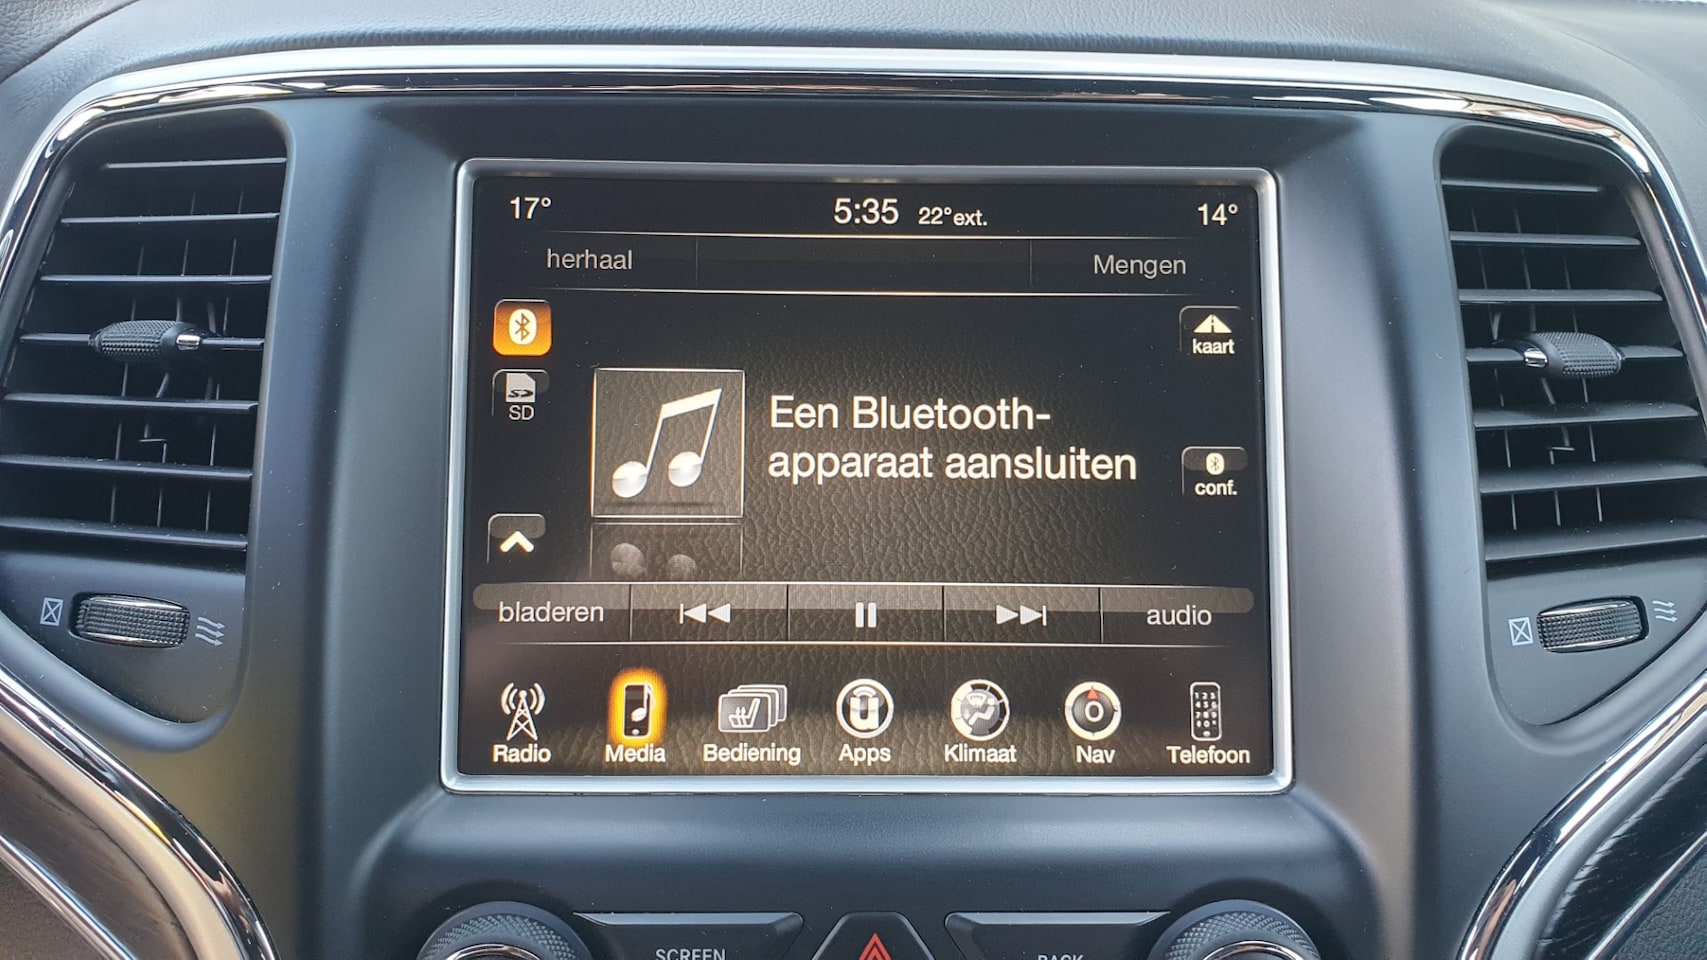 17° 5:35 22°ext. 14°
herhaal Mengen
kaart
SD
Een Bluetooth-
apparaat aansluiten
conf.
bladeren audio
Radio Media Bediening Apps Klimaat Nav Telefoon
SCREEN BACK